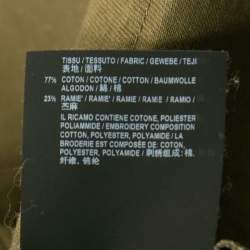 TISSU / TESSUTO / FABRIC / GEWEBE / TEJI
表地 / 面料
77% COTON / COTONE / COTTON / BAUMWOLLE
ALGODON / 綿 / 棉
23% RAMIE' / RAMIE' / RAMIE / RAMIE / RAMIO /
苎麻
IL RICAMO CONTIENE COTONE, POLIESTER,
POLIAMMIDE / EMBROIDERY COMPOSITION
COTTON, POLYESTER, POLYAMIDE / LA
BRODERIE EST COMPOSÉE DE COTON,
POLYESTER, POLYAMIDE / 刺绣组成: 棉,
纤维, 锦纶